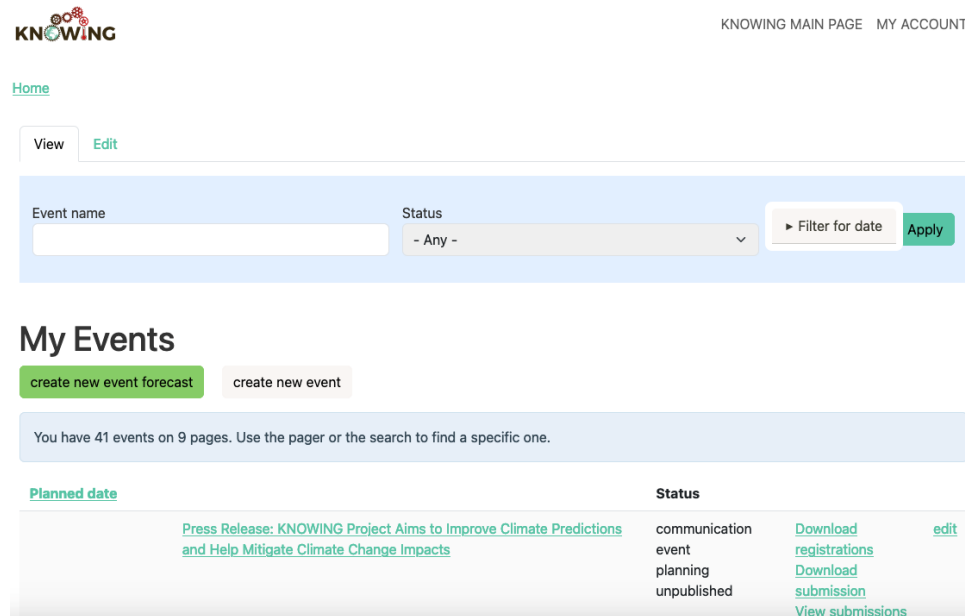 KNOWING
KNOWING MAIN PAGE MY ACCOUNT
Home
View Edit
Event name Status
- Any - ▸ Filter for date Apply
My Events
create new event forecast create new event
You have 41 events on 9 pages. Use the pager or the search to find a specific one.
Planned date Status
Press Release: KNOWING Project Aims to Improve Climate Predictions communication Download edit
and Help Mitigate Climate Change Impacts event registrations
planning Download
unpublished submission
View submissions